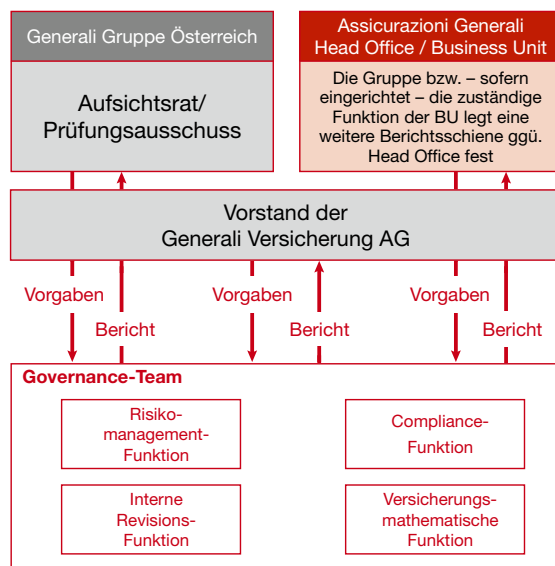 Generali Gruppe Österreich
Aufsichtsrat/
Prüfungsausschuss
Assicurazioni Generali
Head Office / Business Unit
Die Gruppe bzw. – sofern
eingerichtet – die zuständige
Funktion der BU legt eine
weitere Berichtsschiene ggü.
Head Office fest
Vorstand der
Generali Versicherung AG
Vorgaben
Bericht
Vorgaben
Bericht
Vorgaben
Bericht
Governance-Team
Risiko-
management-
Funktion
Compliance-
Funktion
Interne
Revisions-
Funktion
Versicherungs-
mathematische
Funktion